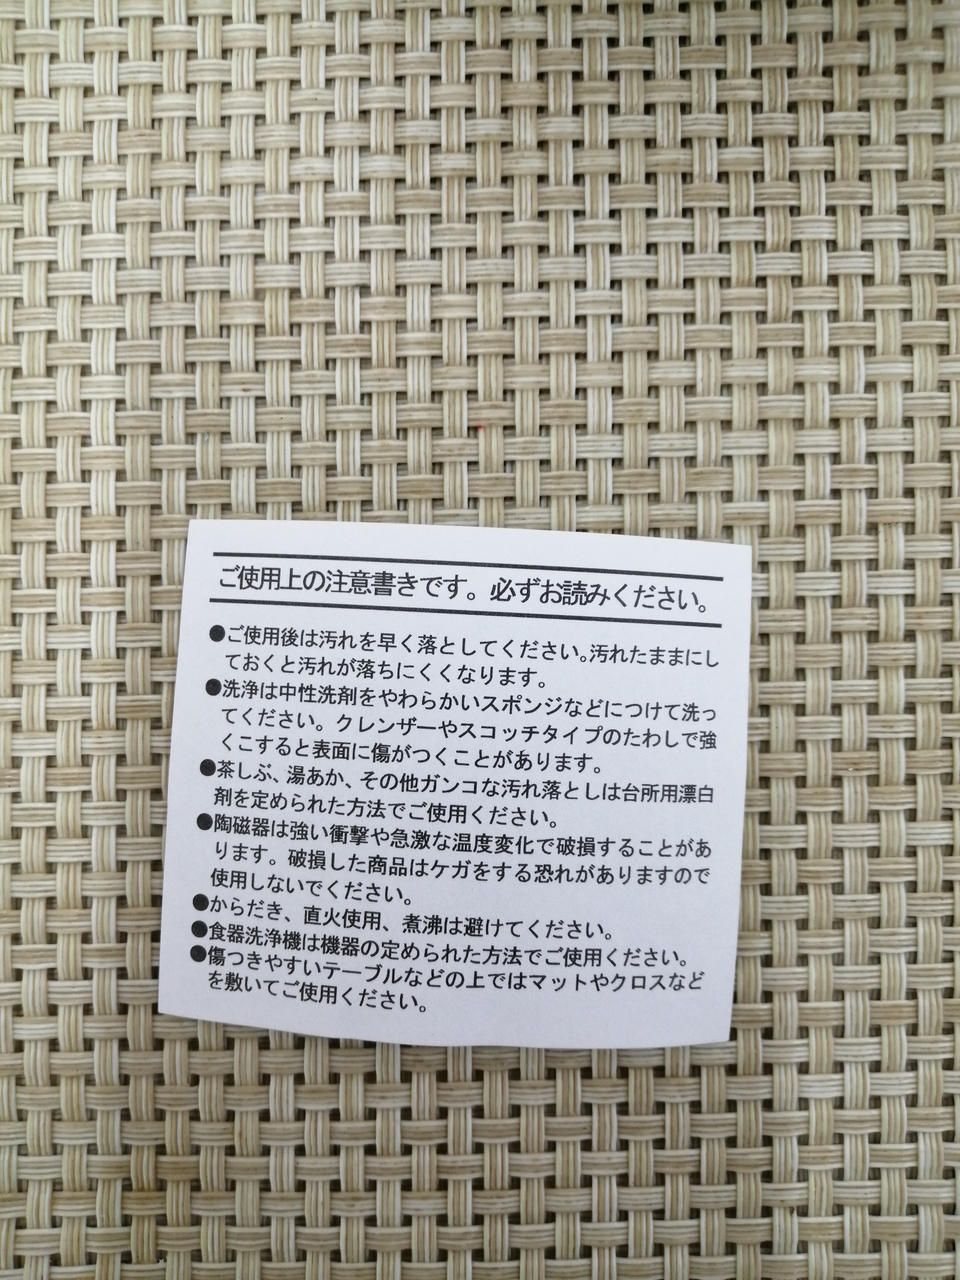 ご使用上の注意書きです。必ずお読みください。
●ご使用後は汚れを早く落としてください。汚れたままにし
ておくと汚れが落ちにくくなります。
●洗浄は中性洗剤をやわらかいスポンジなどにつけて洗っ
てください。クレンザーやスコッチタイプのたわしで強
くこすると表面に傷がつくことがあります。
●茶しぶ、湯あか、その他ガンコな汚れ落としは台所用漂白
剤を定められた方法でご使用ください。
●陶磁器は強い衝撃や急激な温度変化で破損することがあ
ります。破損した商品はケガをする恐れがありますので
使用しないでください。
●からだき、直火使用、煮沸は避けてください。
●食器洗浄機は機器の定められた方法でご使用ください。
●傷つきやすいテーブルなどの上ではマットやクロスなど
を敷いてご使用ください。